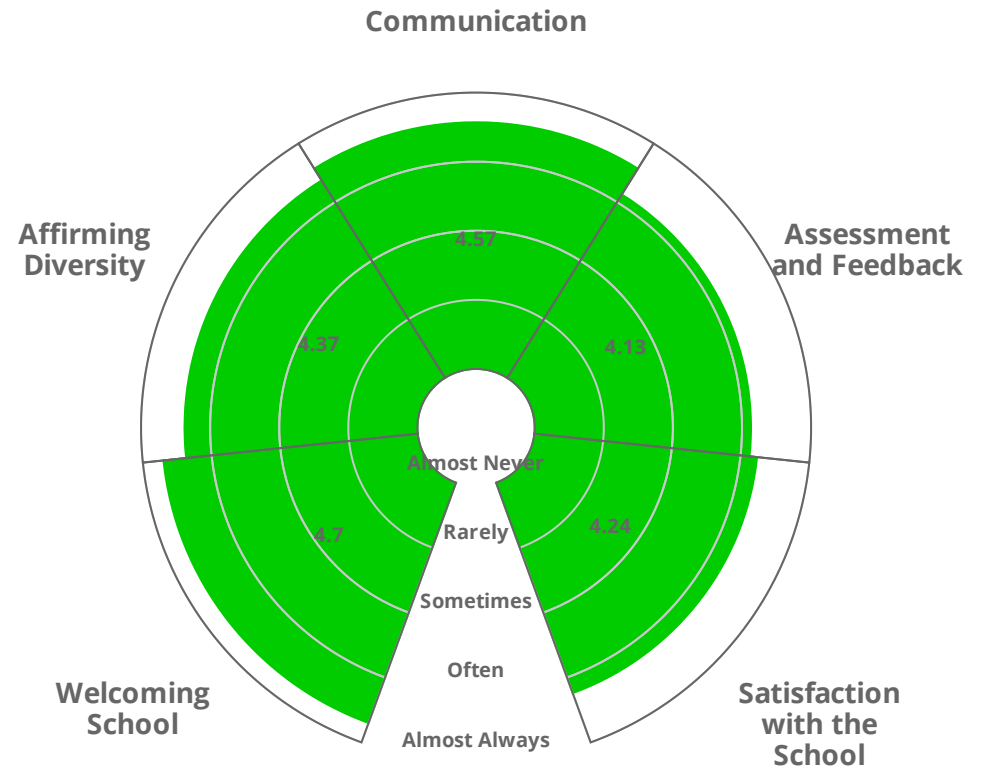 Communication
Affirming
Diversity
Assessment
and Feedback
4.57
4.37
4.13
Almost Never
4.7
Rarely
4.24
Sometimes
Often
Welcoming
School
Satisfaction
with the
School
Almost Always